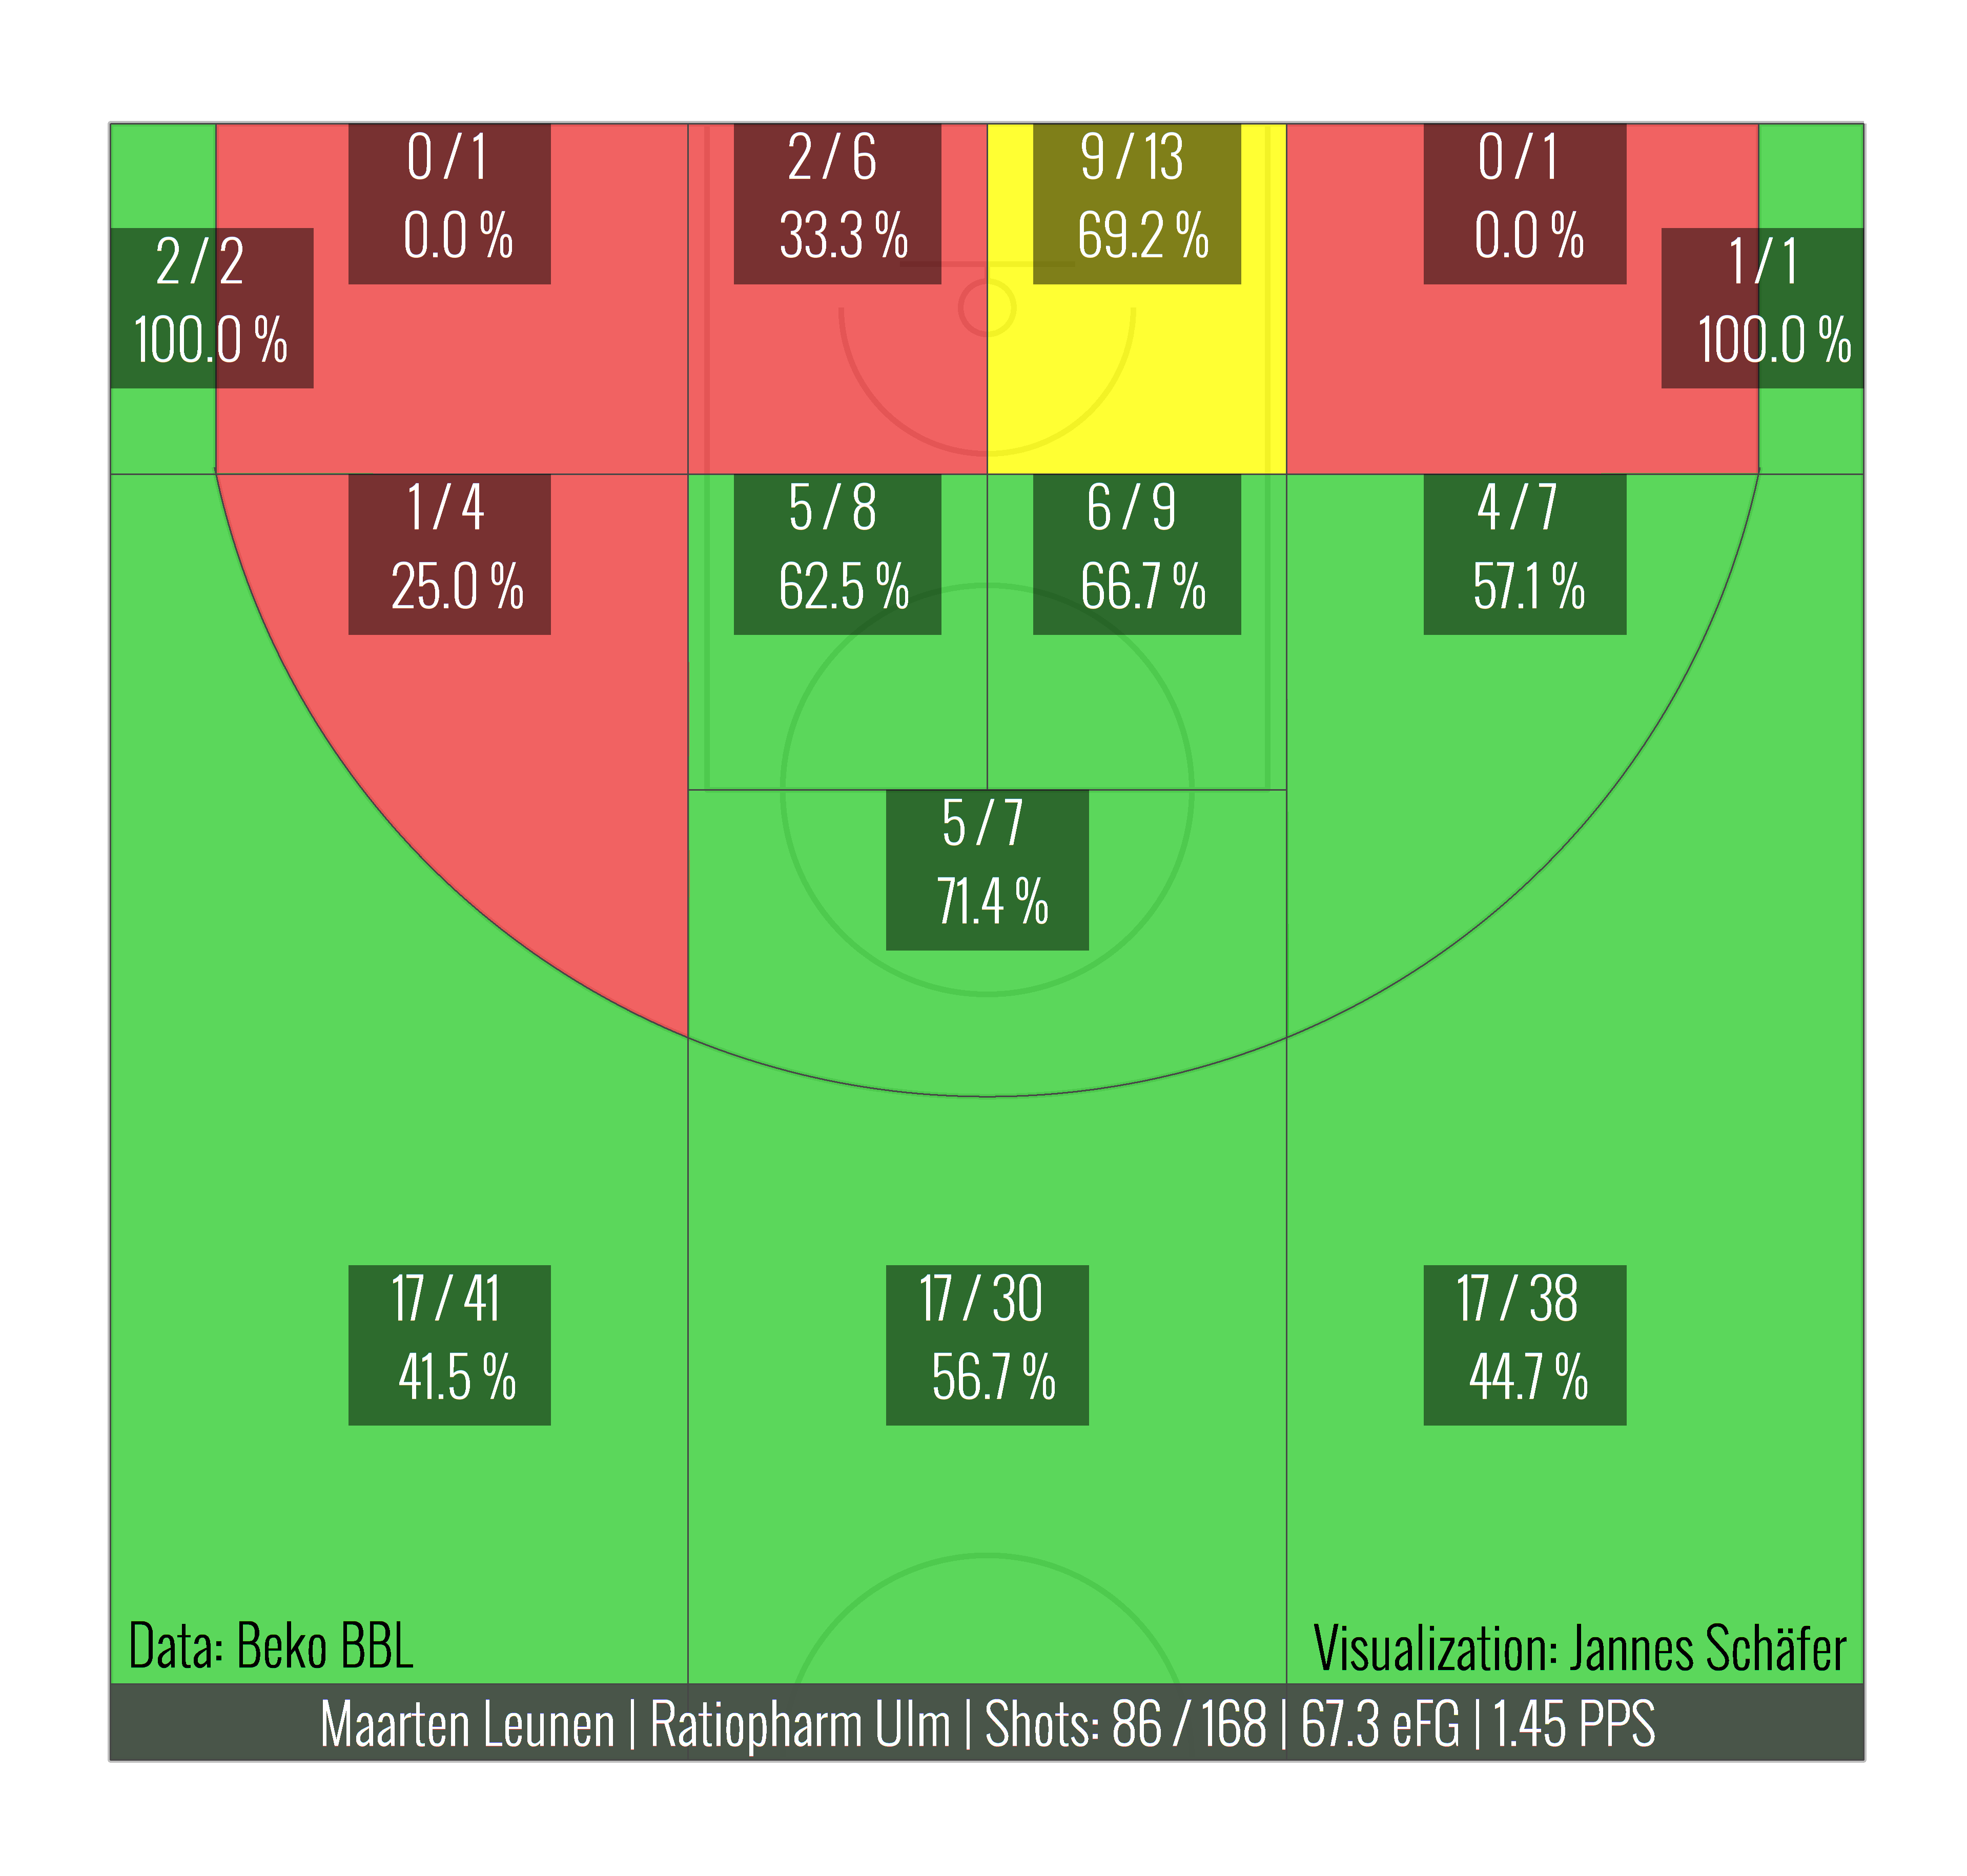 0 / 1
0.0 %
2 / 6
33.3 %
9 / 13
69.2 %
0 / 1
0.0 %
2 / 2
100.0 %
1 / 1
100.0 %
1 / 4
25.0 %
5 / 8
62.5 %
6 / 9
66.7 %
4 / 7
57.1 %
5 / 7
71.4 %
17 / 41
41.5 %
17 / 30
56.7 %
17 / 38
44.7 %
Data: Beko BBL
Visualization: Jannes Schäfer
Maarten Leunen | Ratiopharm Ulm | Shots: 86 / 168 | 67.3 eFG | 1.45 PPS